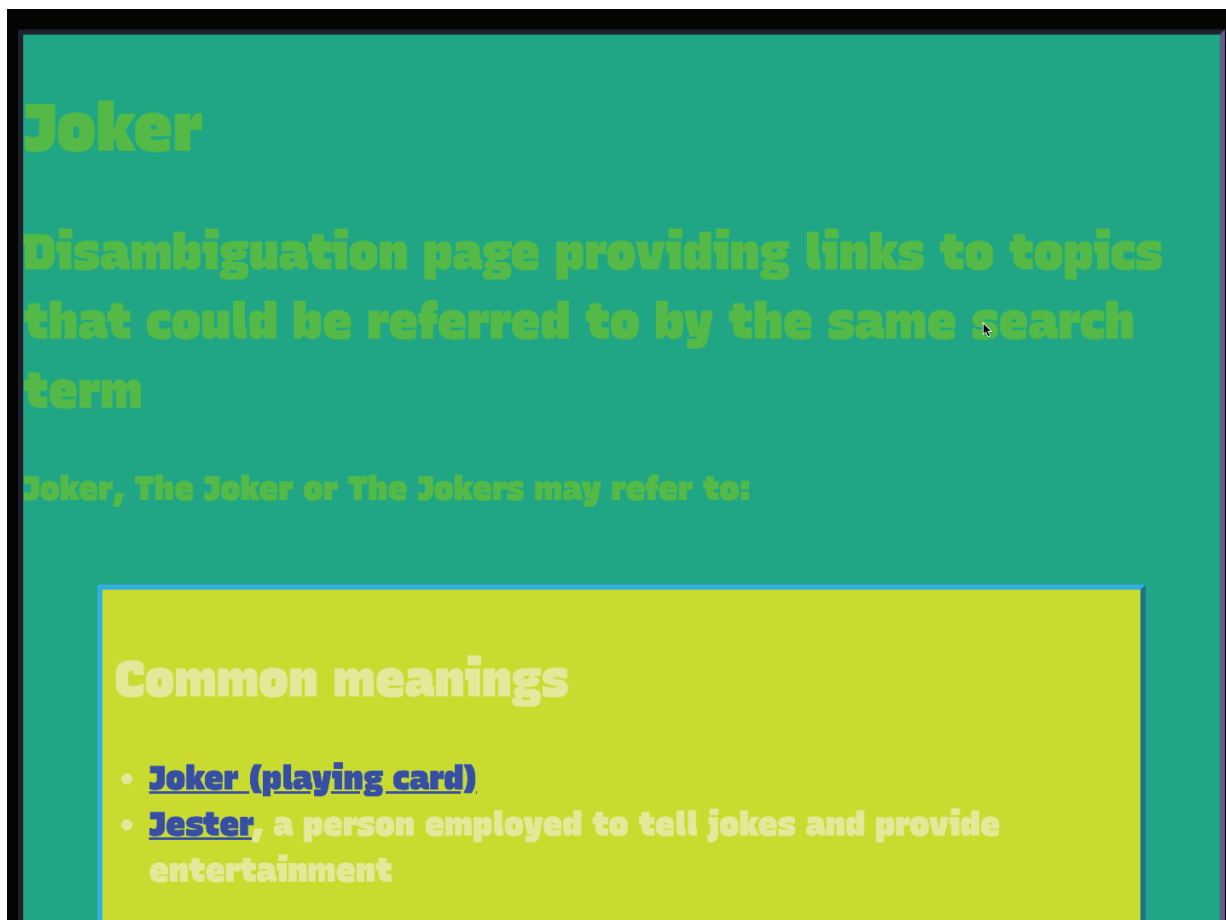 Joker
Disambiguation page providing links to topics
that could be referred to by the same search
term
Joker, The Joker or The Jokers may refer to:
Common meanings
Joker (playing card)
Jester, a person employed to tell jokes and provide
entertainment